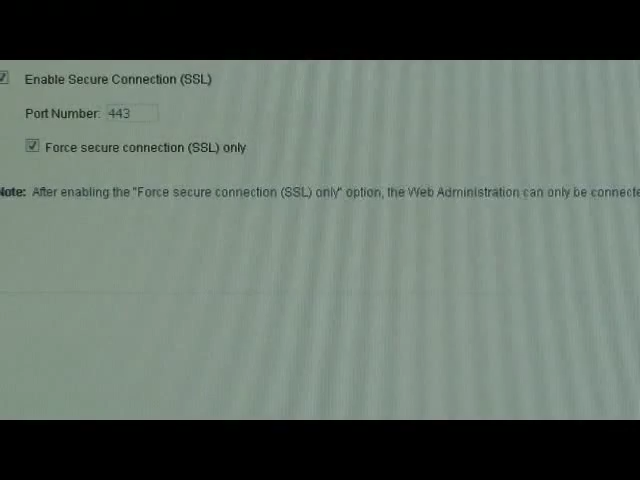 Enable Secure Connection (SSL)
Port Number: 443
Force secure connection (SSL) only
Note: After enabling the "Force secure connection (SSL) only" option, the Web Administration can only be connecte